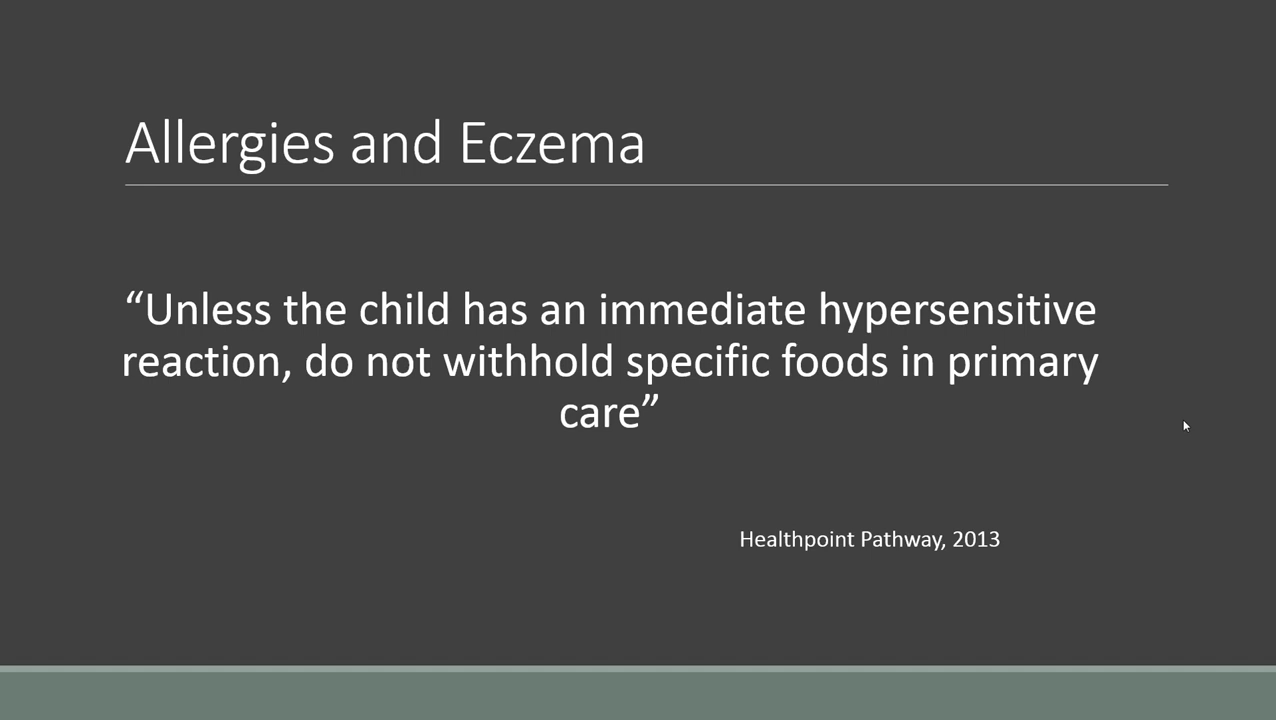 Allergies and Eczema
“Unless the child has an immediate hypersensitive
reaction, do not withhold specific foods in primary
care”
Healthpoint Pathway, 2013